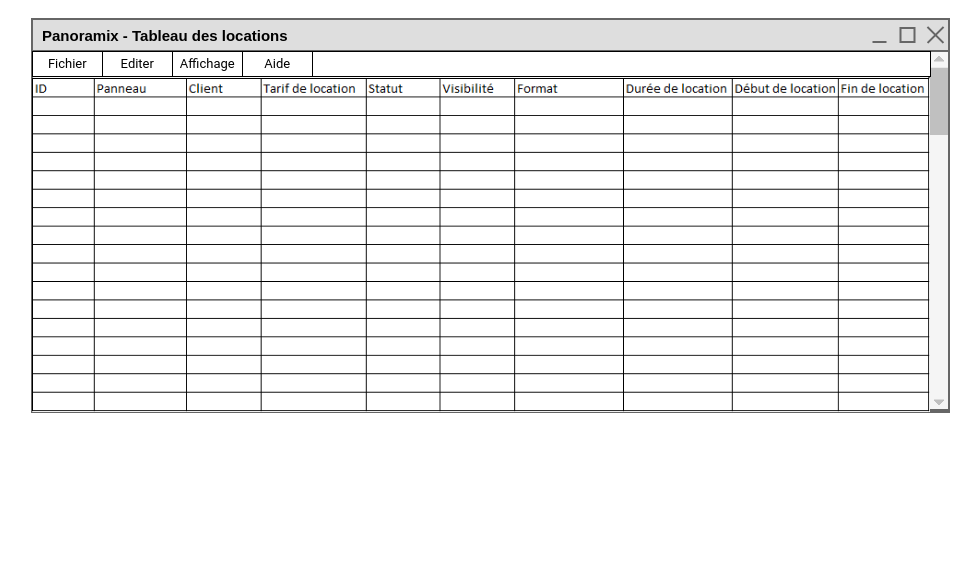 Panoramix - Tableau des locations
Fichier Editer Affichage Aide
ID Panneau Client Tarif de location Statut Visibilité Format Durée de location Début de location Fin de location